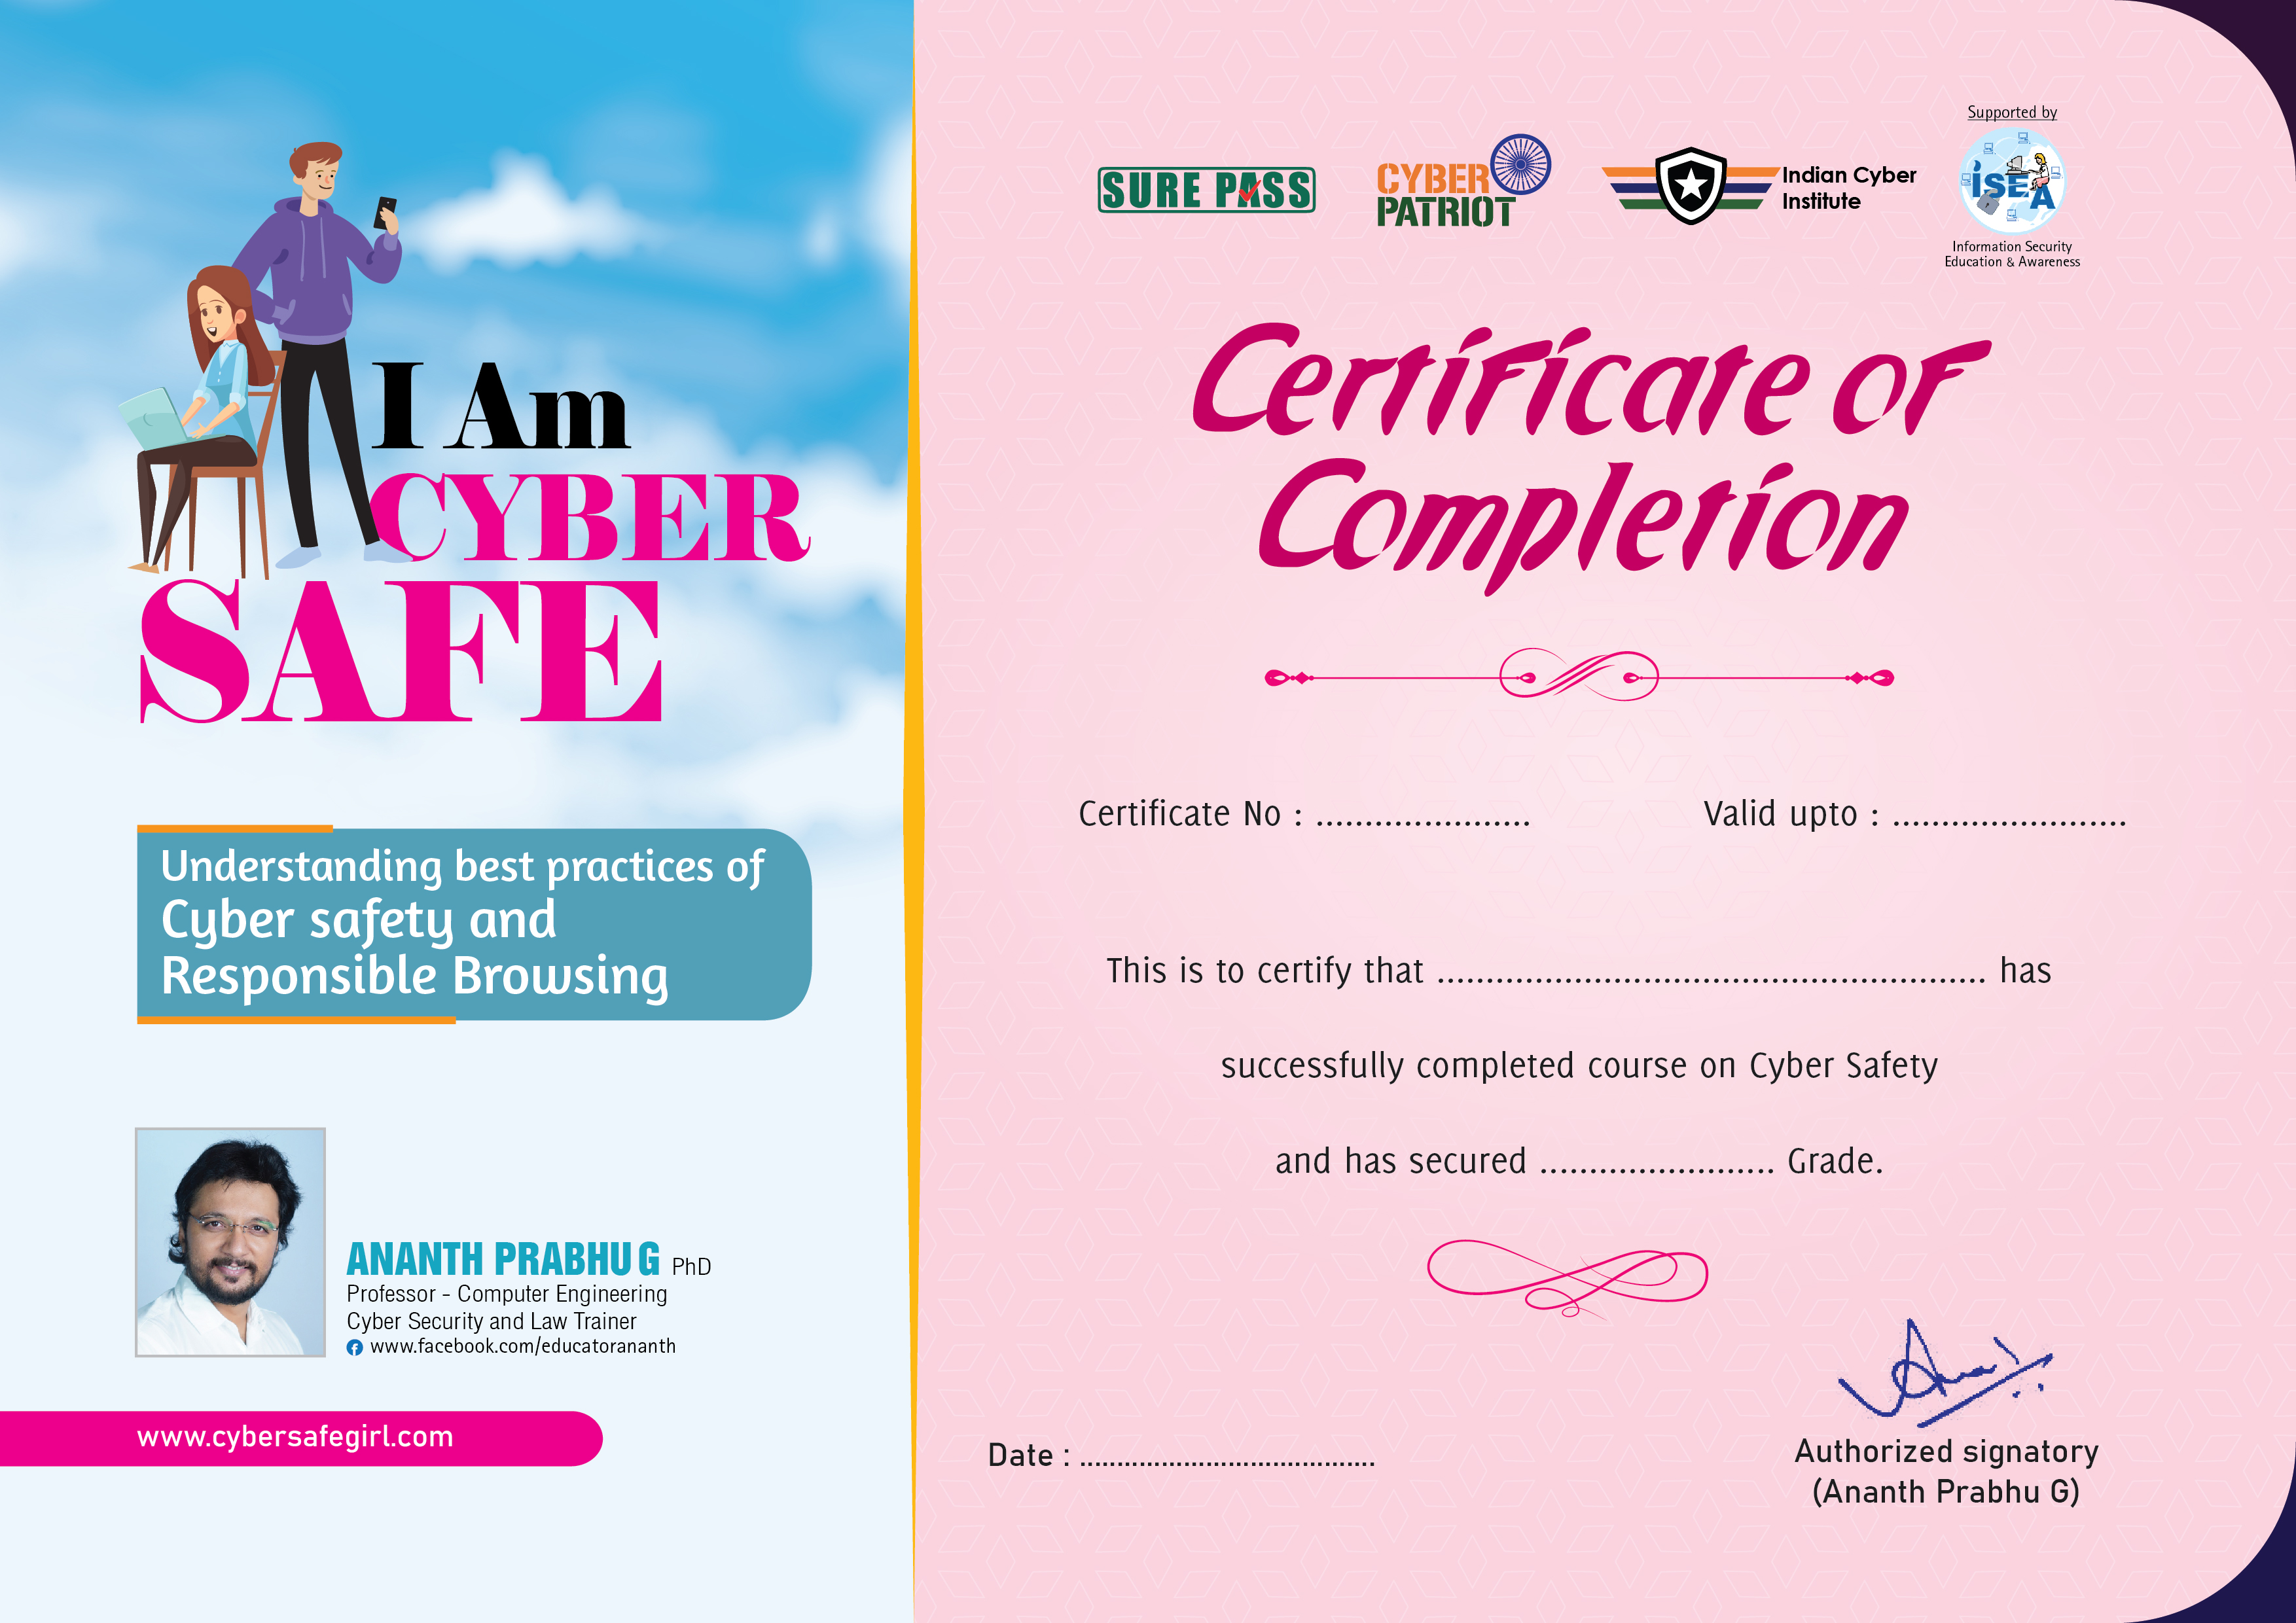 I Am
CYBER
SAFE
Understanding best practices of
Cyber safety and
Responsible Browsing
ANANTH PRABHU G PhD
Professor - Computer Engineering
Cyber Security and Law Trainer
www.facebook.com/educatorananth
www.cybersafegirl.com
SURE PASS
CYBER
PATRIOT
Indian Cyber
Institute
Supported by
ISEA
Information Security
Education & Awareness
Certificate of
Completion
Certificate No : ...................... Valid upto : ........................
This is to certify that ........................................................ has
successfully completed course on Cyber Safety
and has secured ........................ Grade.
Date : ........................................
Authorized signatory
(Ananth Prabhu G)